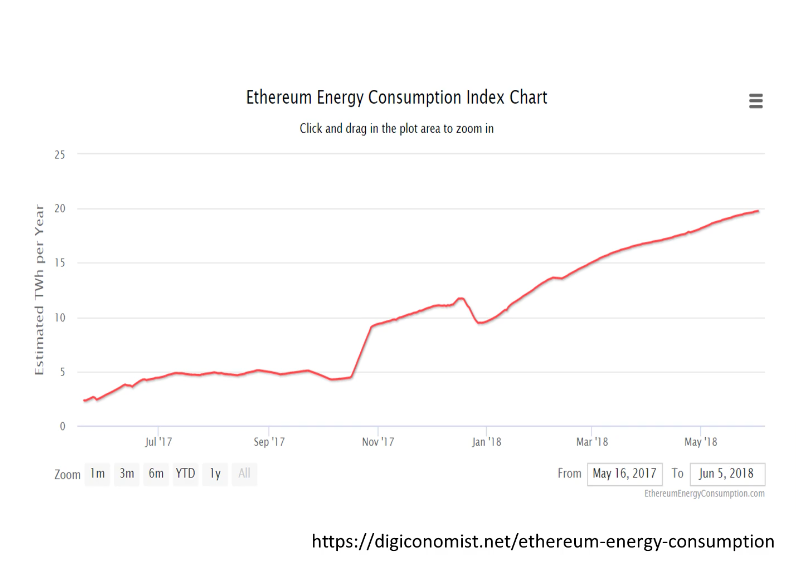 Ethereum Energy Consumption Index Chart
Click and drag in the plot area to zoom in
Estimated TWh per Year
25
20
15
10
5
0
Jul '17 Sep '17 Nov '17 Jan '18 Mar '18 May '18
Zoom 1m 3m 6m YTD 1y All From May 16, 2017 To Jun 5, 2018
EthereumEnergyConsumption.com
https://digiconomist.net/ethereum-energy-consumption